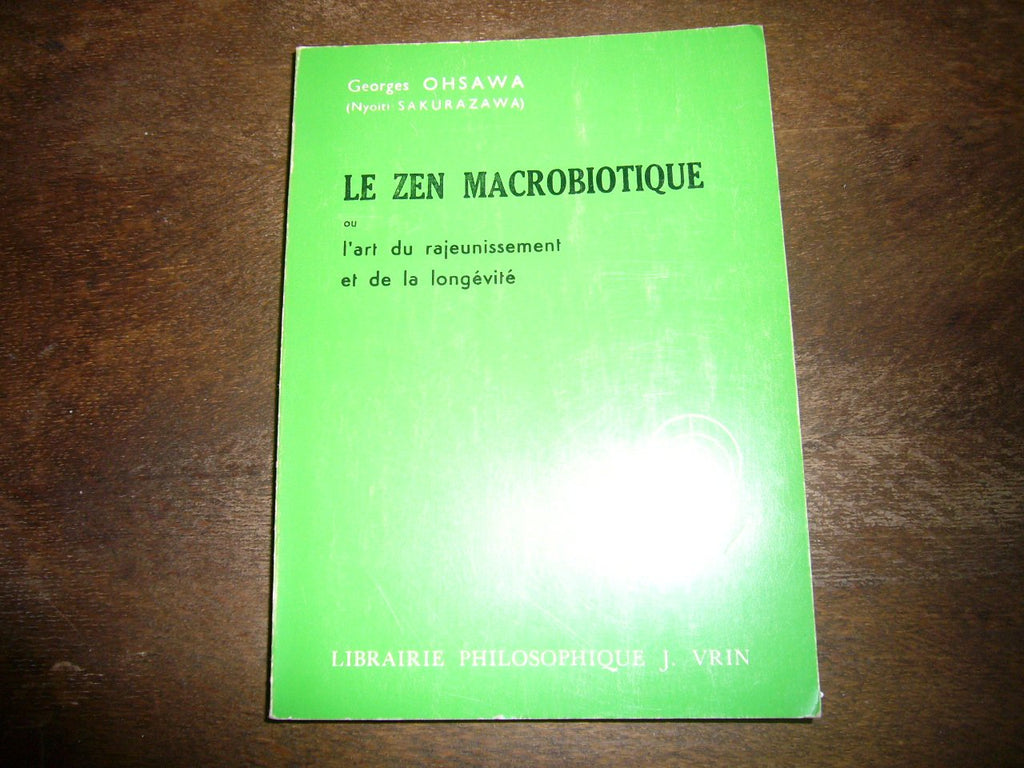 Georges OHSAWA
(Nyoiti SAKURAZAWA)
LE ZEN MACROBIOTIQUE
ou
l'art du rajeunissement
et de la longévité
LIBRAIRIE PHILOSOPHIQUE J. VRIN